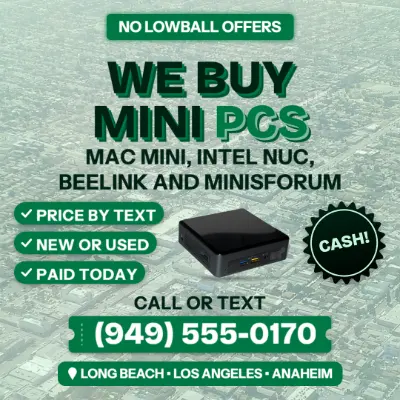 NO LOWBALL OFFERS
WE BUY
MINI PCS
MAC MINI, INTEL NUC,
BEELINK AND MINISFORUM
PRICE BY TEXT
NEW OR USED
PAID TODAY
CASH!
CALL OR TEXT
(949) 555-0170
LONG BEACH • LOS ANGELES • ANAHEIM